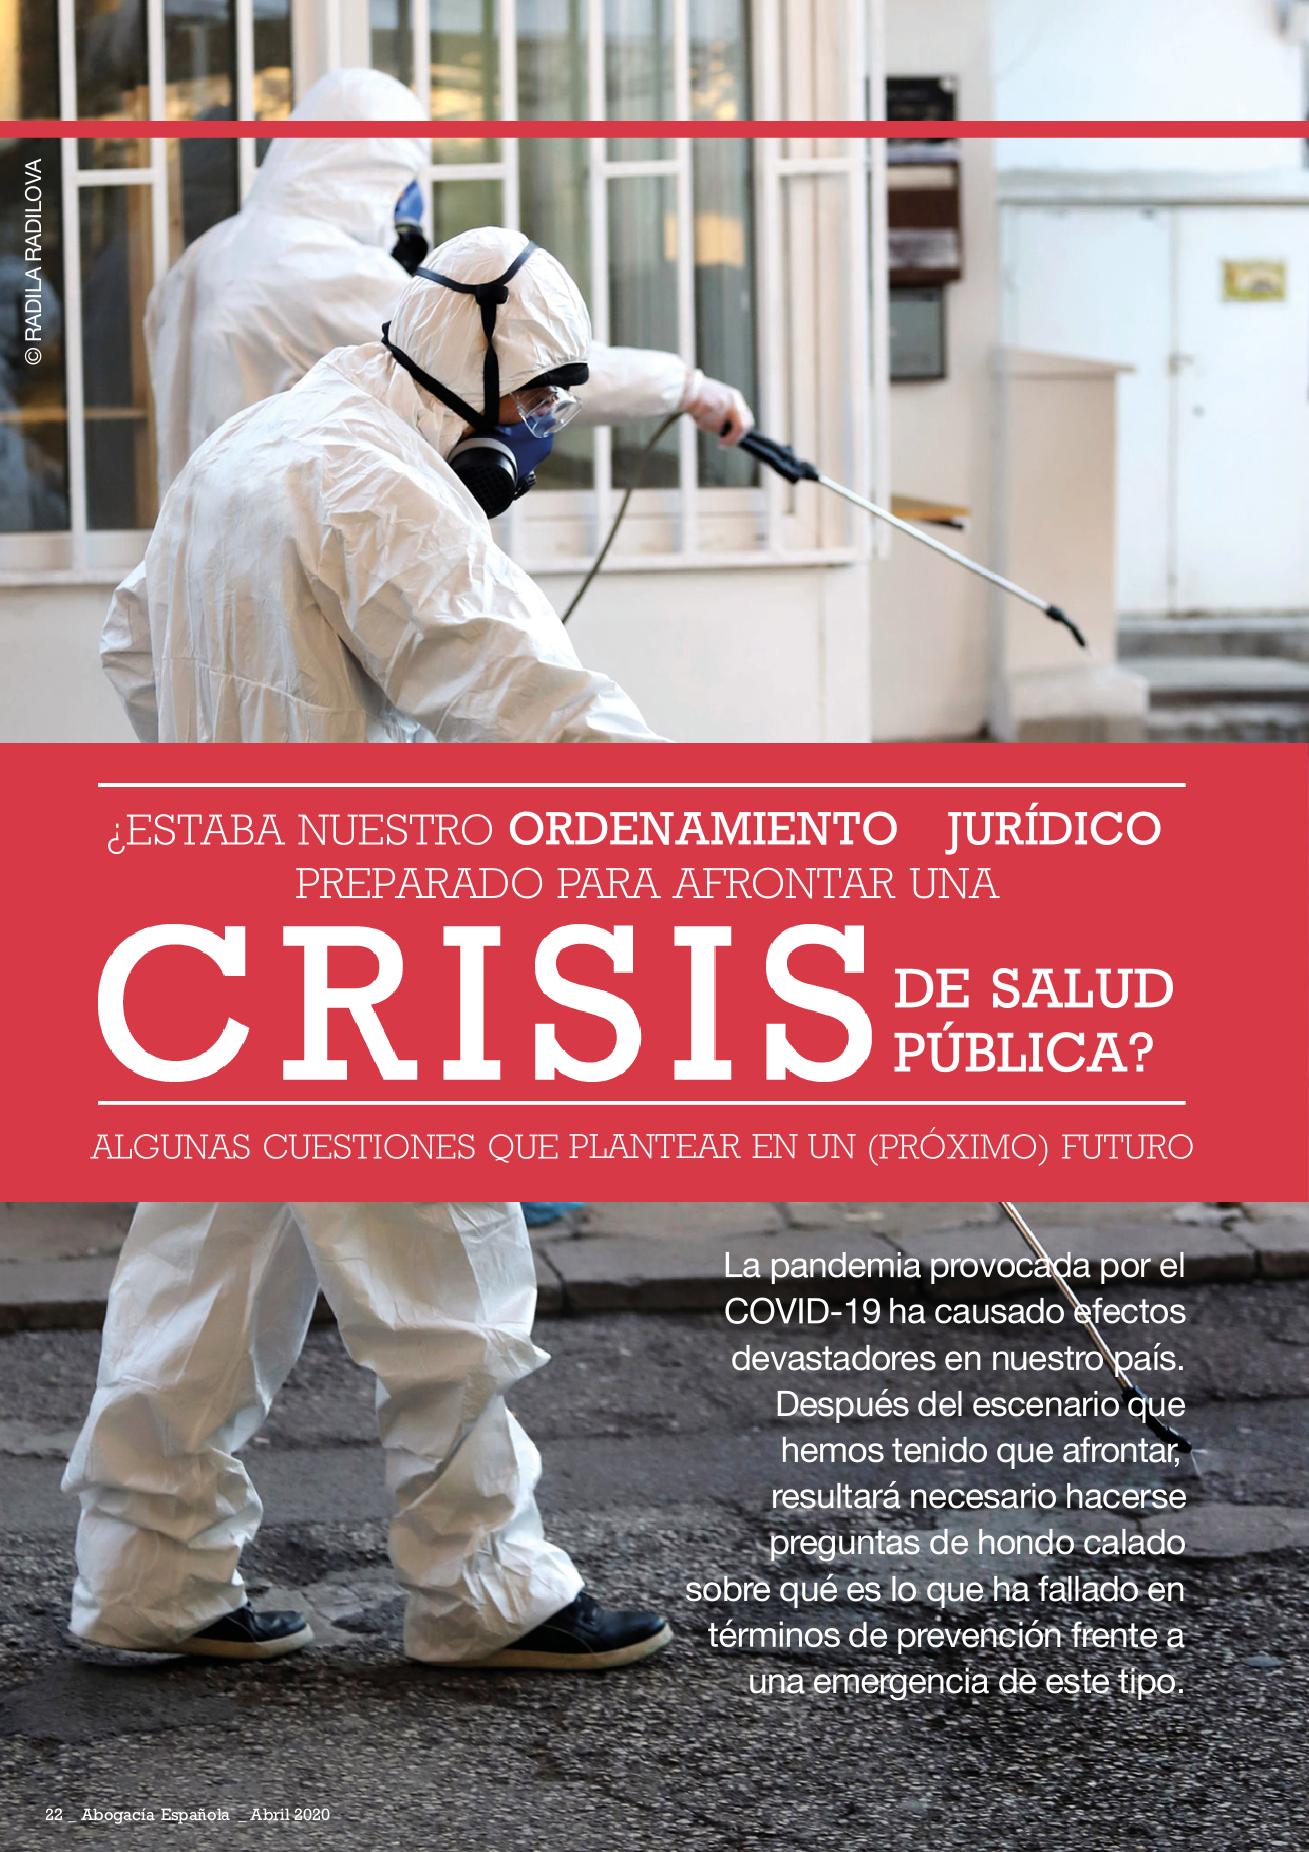 © RADILA RADILOVA
¿ESTABA NUESTRO ORDENAMIENTO JURÍDICO
PREPARADO PARA AFRONTAR UNA
CRISIS
DE SALUD
PÚBLICA?
ALGUNAS CUESTIONES QUE PLANTEAR EN UN (PRÓXIMO) FUTURO
La pandemia provocada por el
COVID-19 ha causado efectos
devastadores en nuestro país.
Después del escenario que
hemos tenido que afrontar,
resultará necesario hacerse
preguntas de hondo calado
sobre qué es lo que ha fallado en
términos de prevención frente a
una emergencia de este tipo.
22 _ Abogacía Española _ Abril 2020